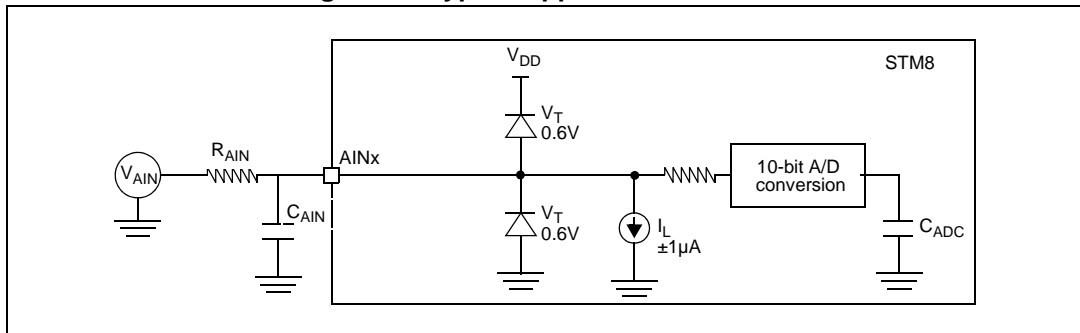 V_DD
STM8
V_T
0.6V
R_AIN
AINx
V_AIN
10-bit A/D
conversion
C_AIN
V_T
0.6V
I_L
±1µA
C_ADC